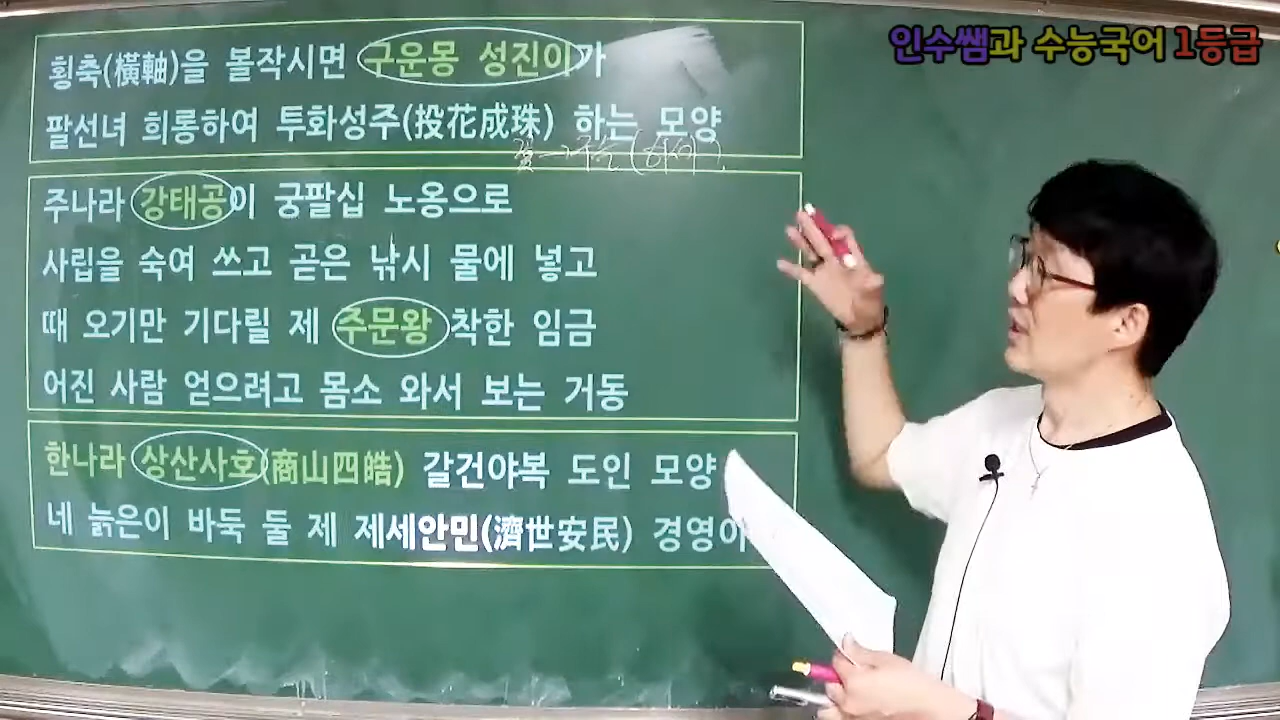 인수쌤과 수능국어 1등급
횡축(橫軸)을 볼작시면 구운몽 성진이가
팔선녀 희롱하여 투화성주(投花成珠) 하는 모양
주나라 강태공이 궁팔십 노옹으로
사립을 숙여 쓰고 곧은 낚시 물에 넣고
때 오기만 기다릴 제 주문왕 착한 임금
어진 사람 얻으려고 몸소 와서 보는 거동
한나라 상산사호(商山四皓) 갈건야복 도인 모양
네 늙은이 바둑 둘 제 제세안민(濟世安民) 경영이